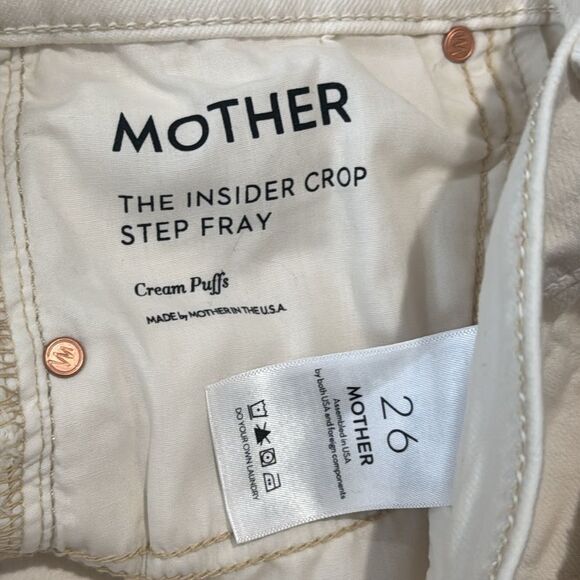 MOTHER
THE INSIDER CROP
STEP FRAY
Cream Puffs
MADE by MOTHER IN THE U.S.A.
26
MOTHER
Assembled in USA
by both USA and foreign components
DO YOUR OWN LAUNDRY